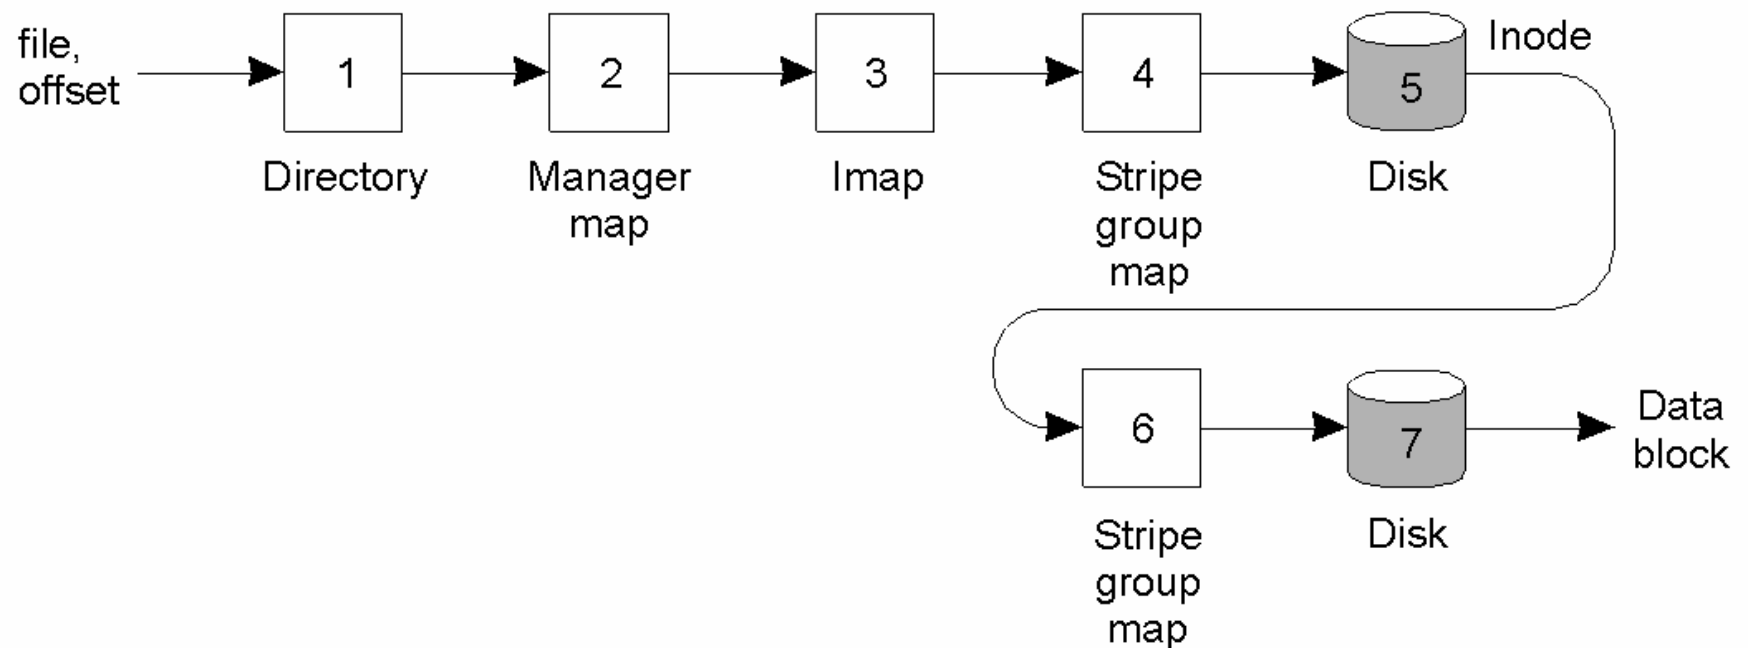 file,
offset
1
2
3
4
5
Inode
Directory
Manager
map
Imap
Stripe
group
map
Disk
6
7
Data
block
Stripe
group
map
Disk